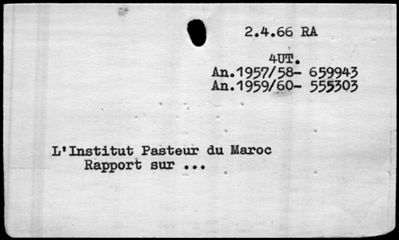 2.4.66 RA
4UT.
An.1957/58- 659943
An.1959/60- 555303
L'Institut Pasteur du Maroc
Rapport sur ...